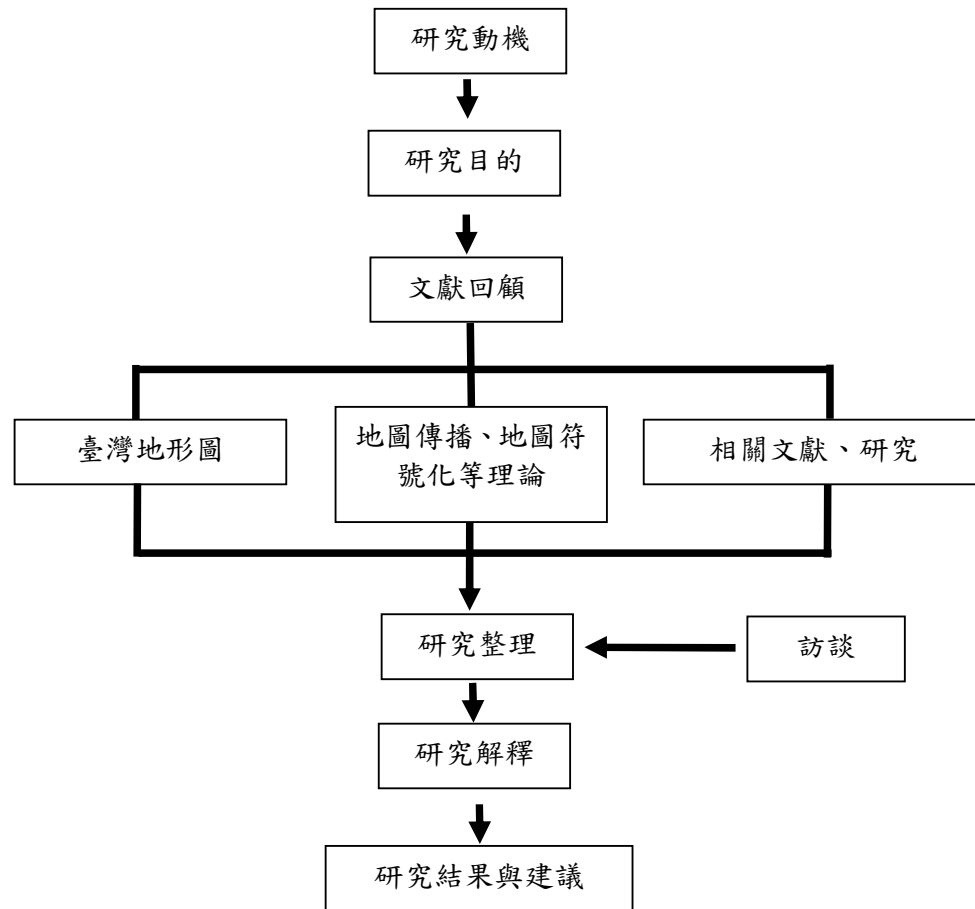 研究動機
研究目的
文獻回顧
臺灣地形圖
地圖傳播、地圖符
號化等理論
相關文獻、研究
研究整理
訪談
研究解釋
研究結果與建議